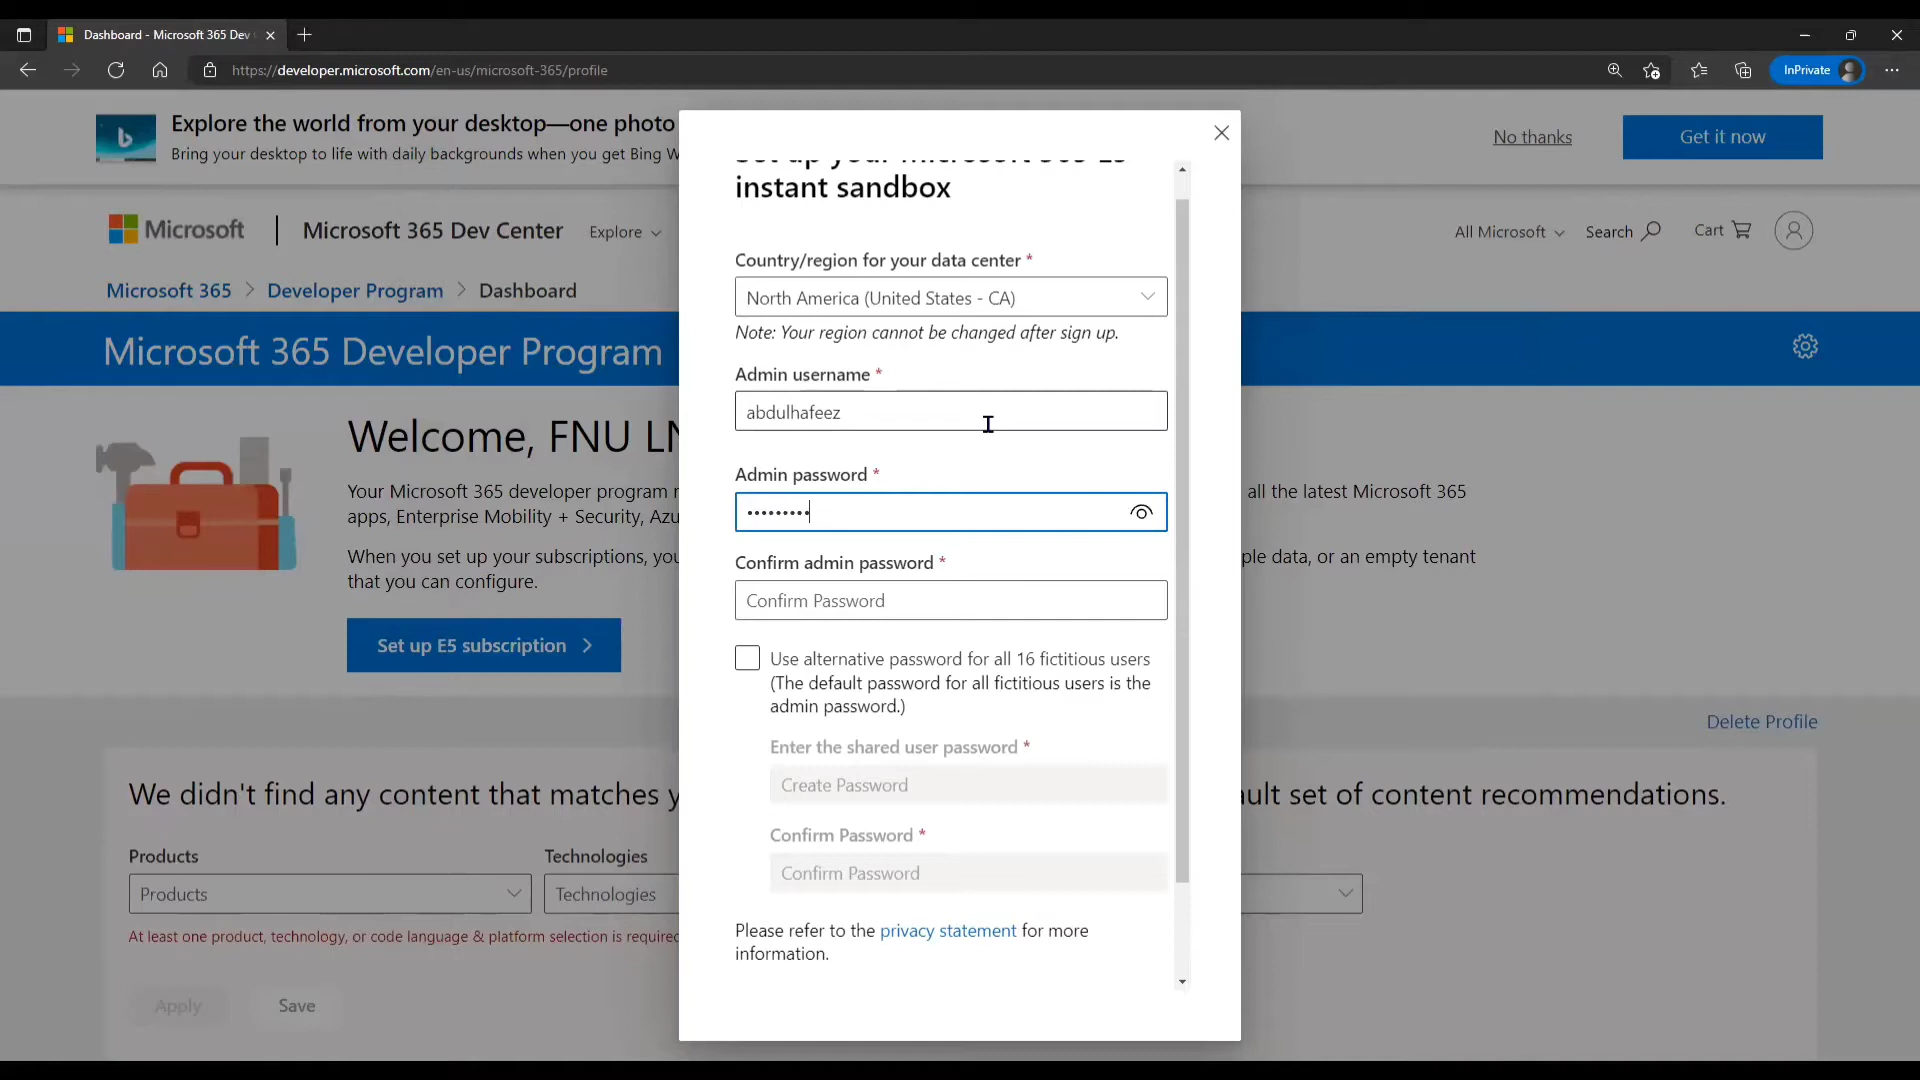 Dashboard - Microsoft 365 Dev
https://developer.microsoft.com/en-us/microsoft-365/profile
InPrivate
Explore the world from your desktop—one photo
Bring your desktop to life with daily backgrounds when you get Bing W
No thanks
Get it now
Microsoft
Microsoft 365 Dev Center
Explore
All Microsoft
Search
Cart
Microsoft 365 > Developer Program > Dashboard
Microsoft 365 Developer Program
Welcome, FNU LN
Your Microsoft 365 developer program
all the latest Microsoft 365
apps, Enterprise Mobility + Security, Azu
When you set up your subscriptions, you
ple data, or an empty tenant
that you can configure.
Set up E5 subscription
Delete Profile
We didn't find any content that matches y
ault set of content recommendations.
Products
Technologies
Products
Technologies
At least one product, technology, or code language & platform selection is required
Apply
Save
instant sandbox
Country/region for your data center *
North America (United States - CA)
Note: Your region cannot be changed after sign up.
Admin username *
abdulhafeez
Admin password *
•••••••••
Confirm admin password *
Confirm Password
Use alternative password for all 16 fictitious users
(The default password for all fictitious users is the
admin password.)
Enter the shared user password *
Create Password
Confirm Password *
Confirm Password
Please refer to the privacy statement for more
information.